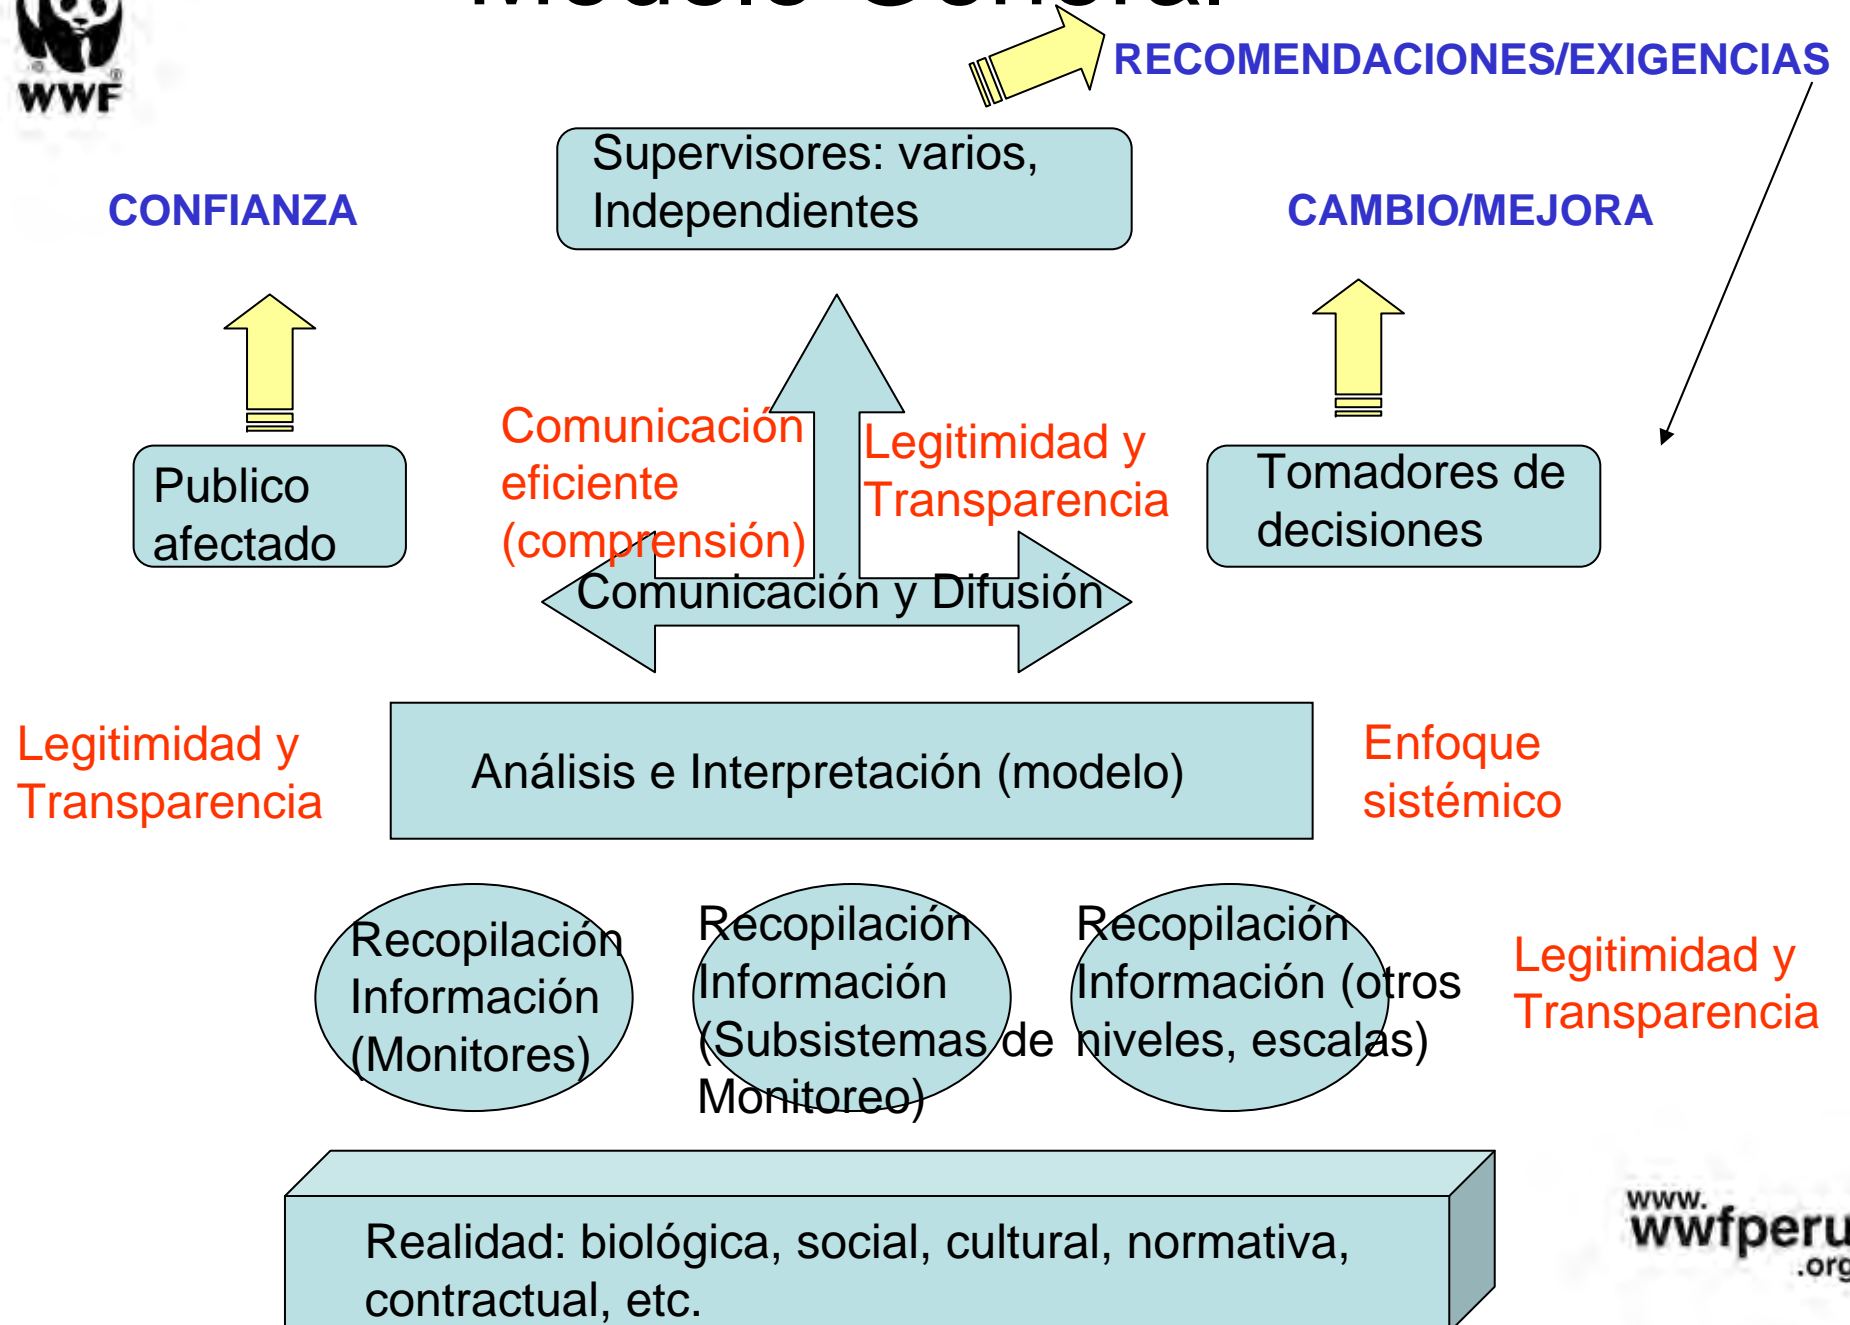 Modelo General
WWF
RECOMENDACIONES/EXIGENCIAS
Supervisores: varios,
Independientes
CONFIANZA
CAMBIO/MEJORA
Comunicación
eficiente
(comprensión)
Legitimidad y
Transparencia
Publico
afectado
Tomadores de
decisiones
Comunicación y Difusión
Legitimidad y
Transparencia
Análisis e Interpretación (modelo)
Enfoque
sistémico
Recopilación
Información
(Monitores)
Recopilación
Información
(Subsistemas de
Monitoreo)
Recopilación
Información (otros
niveles, escalas)
Legitimidad y
Transparencia
Realidad: biológica, social, cultural, normativa,
contractual, etc.
www.
wwfperu
.org